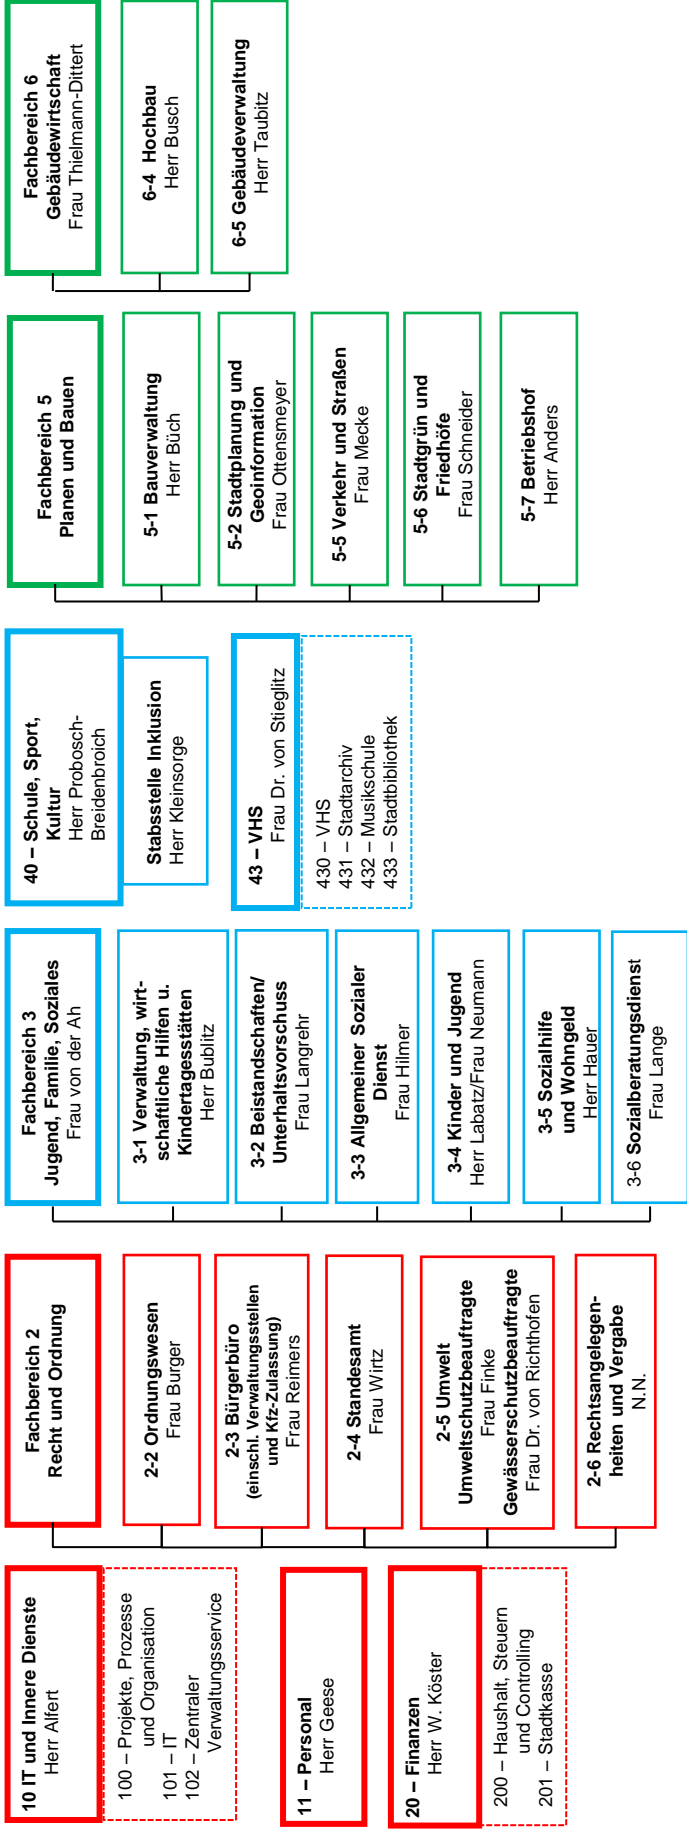 10 IT und Innere Dienste
Herr Alfert
100 – Projekte, Prozesse
und Organisation
101 – IT
102 – Zentraler
Verwaltungsservice
11 – Personal
Herr Geese
20 – Finanzen
Herr W. Köster
200 – Haushalt, Steuern
und Controlling
201 – Stadtkasse
Fachbereich 2
Recht und Ordnung
2-2 Ordnungswesen
Frau Burger
2-3 Bürgerbüro
(einschl. Verwaltungsstellen
und Kfz-Zulassung)
Frau Reimers
2-4 Standesamt
Frau Wirtz
2-5 Umwelt
Umweltschutzbeauftragte
Frau Finke
Gewässerschutzbeauftragte
Frau Dr. von Richthofen
2-6 Rechtsangelegen-
heiten und Vergabe
N.N.
Fachbereich 3
Jugend, Familie, Soziales
Frau von der Ah
3-1 Verwaltung, wirt-
schaftliche Hilfen u.
Kindertagesstätten
Herr Bublitz
3-2 Beistandschaften/
Unterhaltsvorschuss
Frau Langrehr
3-3 Allgemeiner Sozialer
Dienst
Frau Hilmer
3-4 Kinder und Jugend
Herr Labatz/Frau Neumann
3-5 Sozialhilfe
und Wohngeld
Herr Hauer
3-6 Sozialberatungsdienst
Frau Lange
40 – Schule, Sport,
Kultur
Herr Probosch-
Breidenbroich
Stabsstelle Inklusion
Herr Kleinsorge
43 – VHS
Frau Dr. von Stieglitz
430 – VHS
431 – Stadtarchiv
432 – Musikschule
433 – Stadtbibliothek
Fachbereich 5
Planen und Bauen
5-1 Bauverwaltung
Herr Büch
5-2 Stadtplanung und
Geoinformation
Frau Ottensmeyer
5-5 Verkehr und Straßen
Frau Mecke
5-6 Stadtgrün und
Friedhöfe
Frau Schneider
5-7 Betriebshof
Herr Anders
Fachbereich 6
Gebäudewirtschaft
Frau Thielmann-Dittert
6-4 Hochbau
Herr Busch
6-5 Gebäudeverwaltung
Herr Taubitz